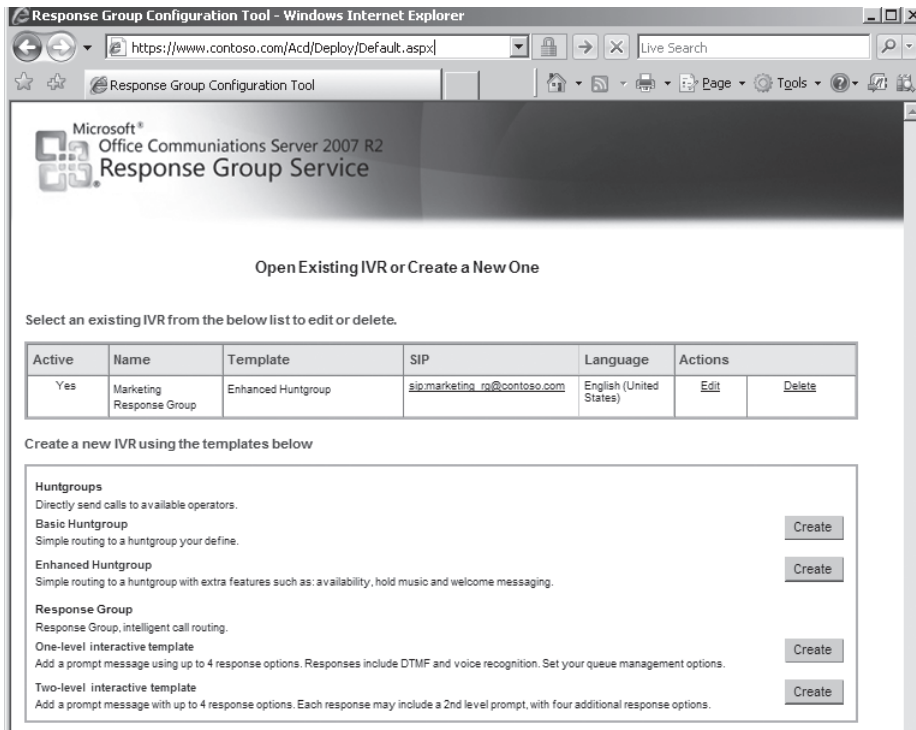 Response Group Configuration Tool - Windows Internet Explorer
https://www.contoso.com/Acd/Deploy/Default.aspx
Live Search
Response Group Configuration Tool
Page
Tools
Microsoft®
Office Communiations Server 2007 R2
Response Group Service
Open Existing IVR or Create a New One
Select an existing IVR from the below list to edit or delete.
Active Name Template SIP Language Actions
Yes Marketing Response Group Enhanced Huntgroup sip:marketing_rg@contoso.com English (United States) Edit Delete
Create a new IVR using the templates below
Huntgroups
Directly send calls to available operators.
Basic Huntgroup
Simple routing to a huntgroup your define.
Create
Enhanced Huntgroup
Simple routing to a huntgroup with extra features such as: availability, hold music and welcome messaging.
Create
Response Group
Response Group, intelligent call routing.
One-level interactive template
Add a prompt message using up to 4 response options. Responses include DTMF and voice recognition. Set your queue management options.
Create
Two-level interactive template
Add a prompt message with up to 4 response options. Each response may include a 2nd level prompt, with four additional response options.
Create